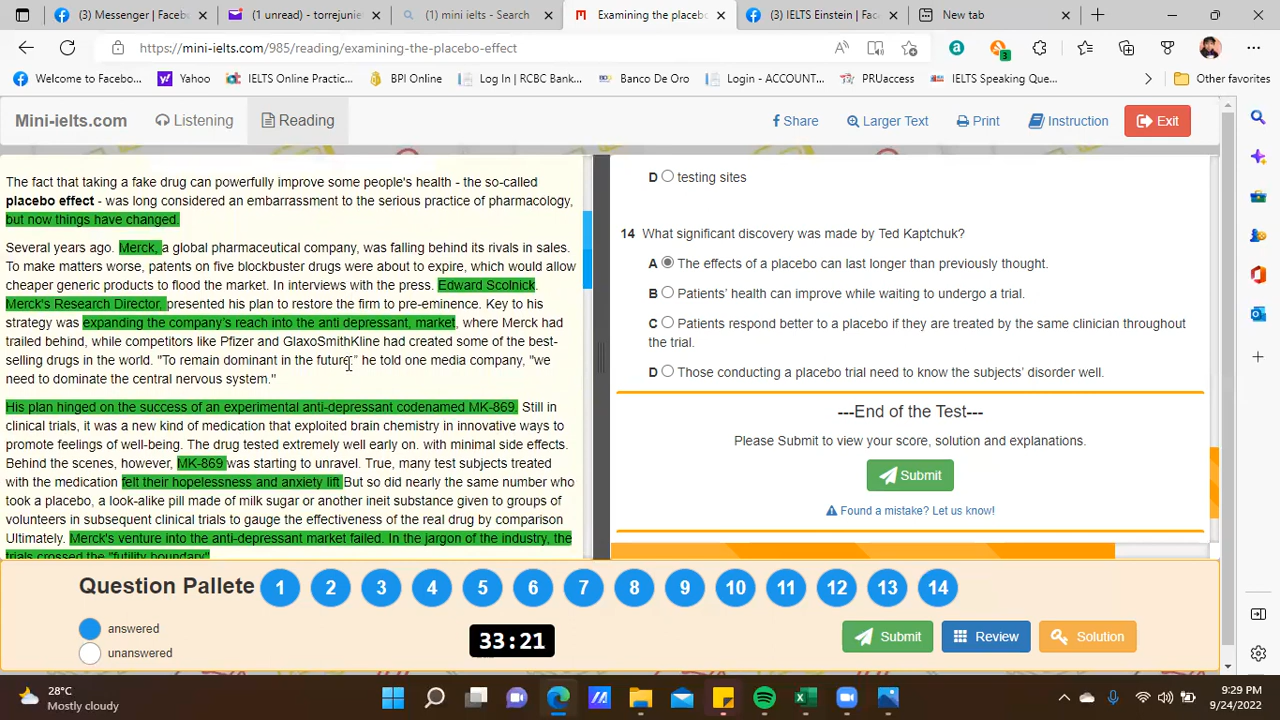 (3) Messenger | Faceb
(1 unread) - torrejunie
(1) mini ielts - Search
Examining the placebo
(3) IELTS Einstein | Fac
New tab
https://mini-ielts.com/985/reading/examining-the-placebo-effect
Welcome to Facebo...
Yahoo
IELTS Online Practic...
BPI Online
Log In | RCBC Bank...
Banco De Oro
Login - ACCOUNT...
PRUaccess
IELTS Speaking Que...
Other favorites
Mini-ielts.com
Listening
Reading
Share
Larger Text
Print
Instruction
Exit
The fact that taking a fake drug can powerfully improve some people's health - the so-called
placebo effect - was long considered an embarrassment to the serious practice of pharmacology,
but now things have changed.
Several years ago. Merck, a global pharmaceutical company, was falling behind its rivals in sales.
To make matters worse, patents on five blockbuster drugs were about to expire, which would allow
cheaper generic products to flood the market. In interviews with the press. Edward Scolnick.
Merck's Research Director, presented his plan to restore the firm to pre-eminence. Key to his
strategy was expanding the company's reach into the anti depressant, market, where Merck had
trailed behind, while competitors like Pfizer and GlaxoSmithKline had created some of the best-
selling drugs in the world. "To remain dominant in the future" he told one media company, "we
need to dominate the central nervous system."
His plan hinged on the success of an experimental anti-depressant codenamed MK-869. Still in
clinical trials, it was a new kind of medication that exploited brain chemistry in innovative ways to
promote feelings of well-being. The drug tested extremely well early on. with minimal side effects.
Behind the scenes, however, MK-869 was starting to unravel. True, many test subjects treated
with the medication felt their hopelessness and anxiety lift But so did nearly the same number who
took a placebo, a look-alike pill made of milk sugar or another ineit substance given to groups of
volunteers in subsequent clinical trials to gauge the effectiveness of the real drug by comparison
Ultimately. Merck's venture into the anti-depressant market failed. In the jargon of the industry, the
trials crossed the "futility boundary"
D testing sites
14 What significant discovery was made by Ted Kaptchuk?
A The effects of a placebo can last longer than previously thought.
B Patients' health can improve while waiting to undergo a trial.
C Patients respond better to a placebo if they are treated by the same clinician throughout
the trial.
D Those conducting a placebo trial need to know the subjects' disorder well.
---End of the Test---
Please Submit to view your score, solution and explanations.
Submit
Found a mistake? Let us know!
Question Pallete 1 2 3 4 5 6 7 8 9 10 11 12 13 14
answered
unanswered
33:21
Submit
Review
Solution
28°C
Mostly cloudy
9:29 PM
9/24/2022